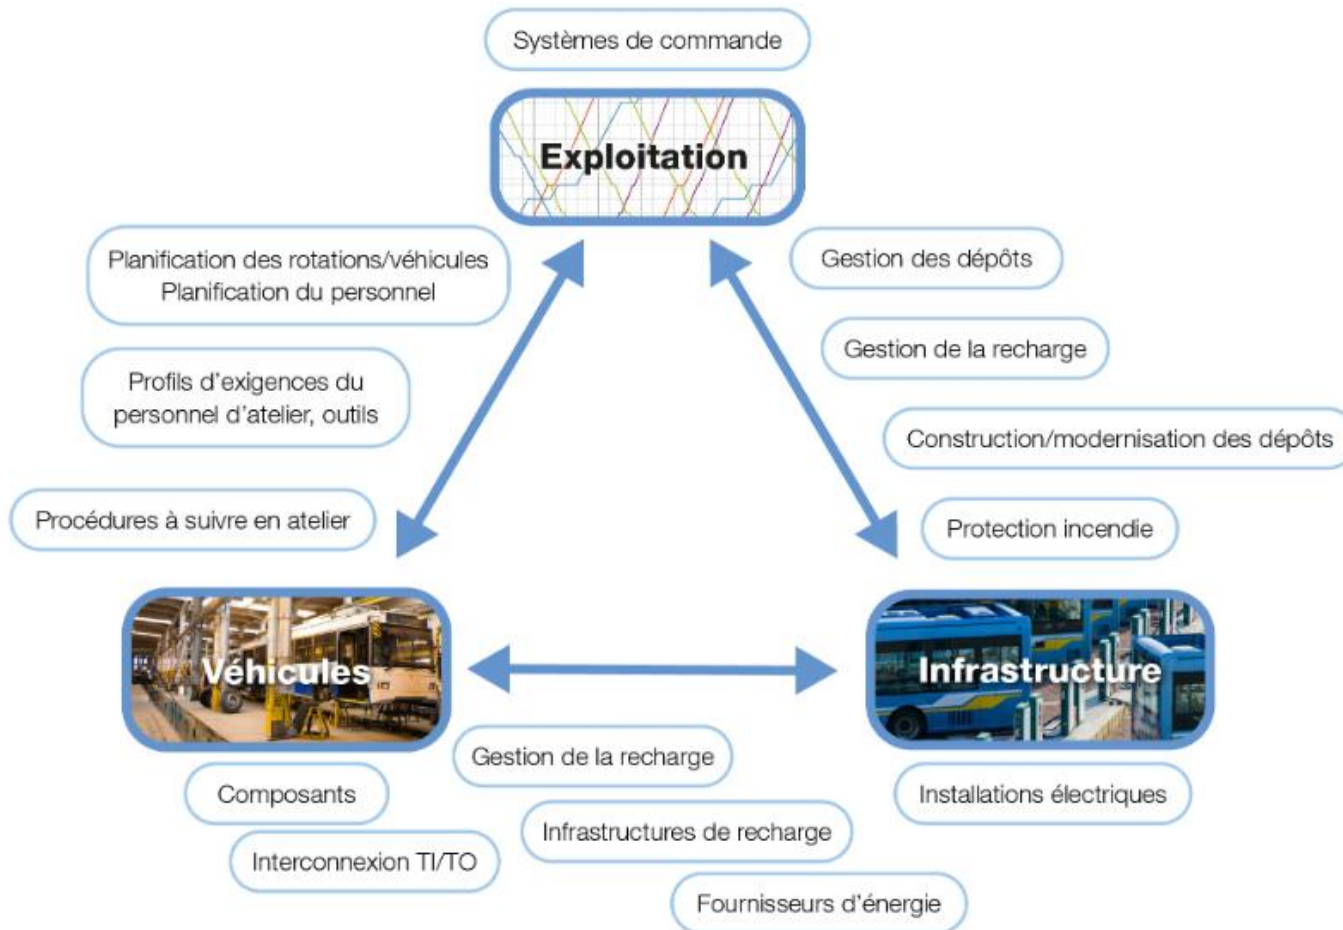 Systèmes de commande
Exploitation
Planification des rotations/véhicules
Planification du personnel
Gestion des dépôts
Gestion de la recharge
Profils d'exigences du
personnel d'atelier, outils
Construction/modernisation des dépôts
Procédures à suivre en atelier
Protection incendie
Véhicules
Infrastructure
Gestion de la recharge
Composants
Installations électriques
Infrastructures de recharge
Interconnexion TI/TO
Fournisseurs d'énergie